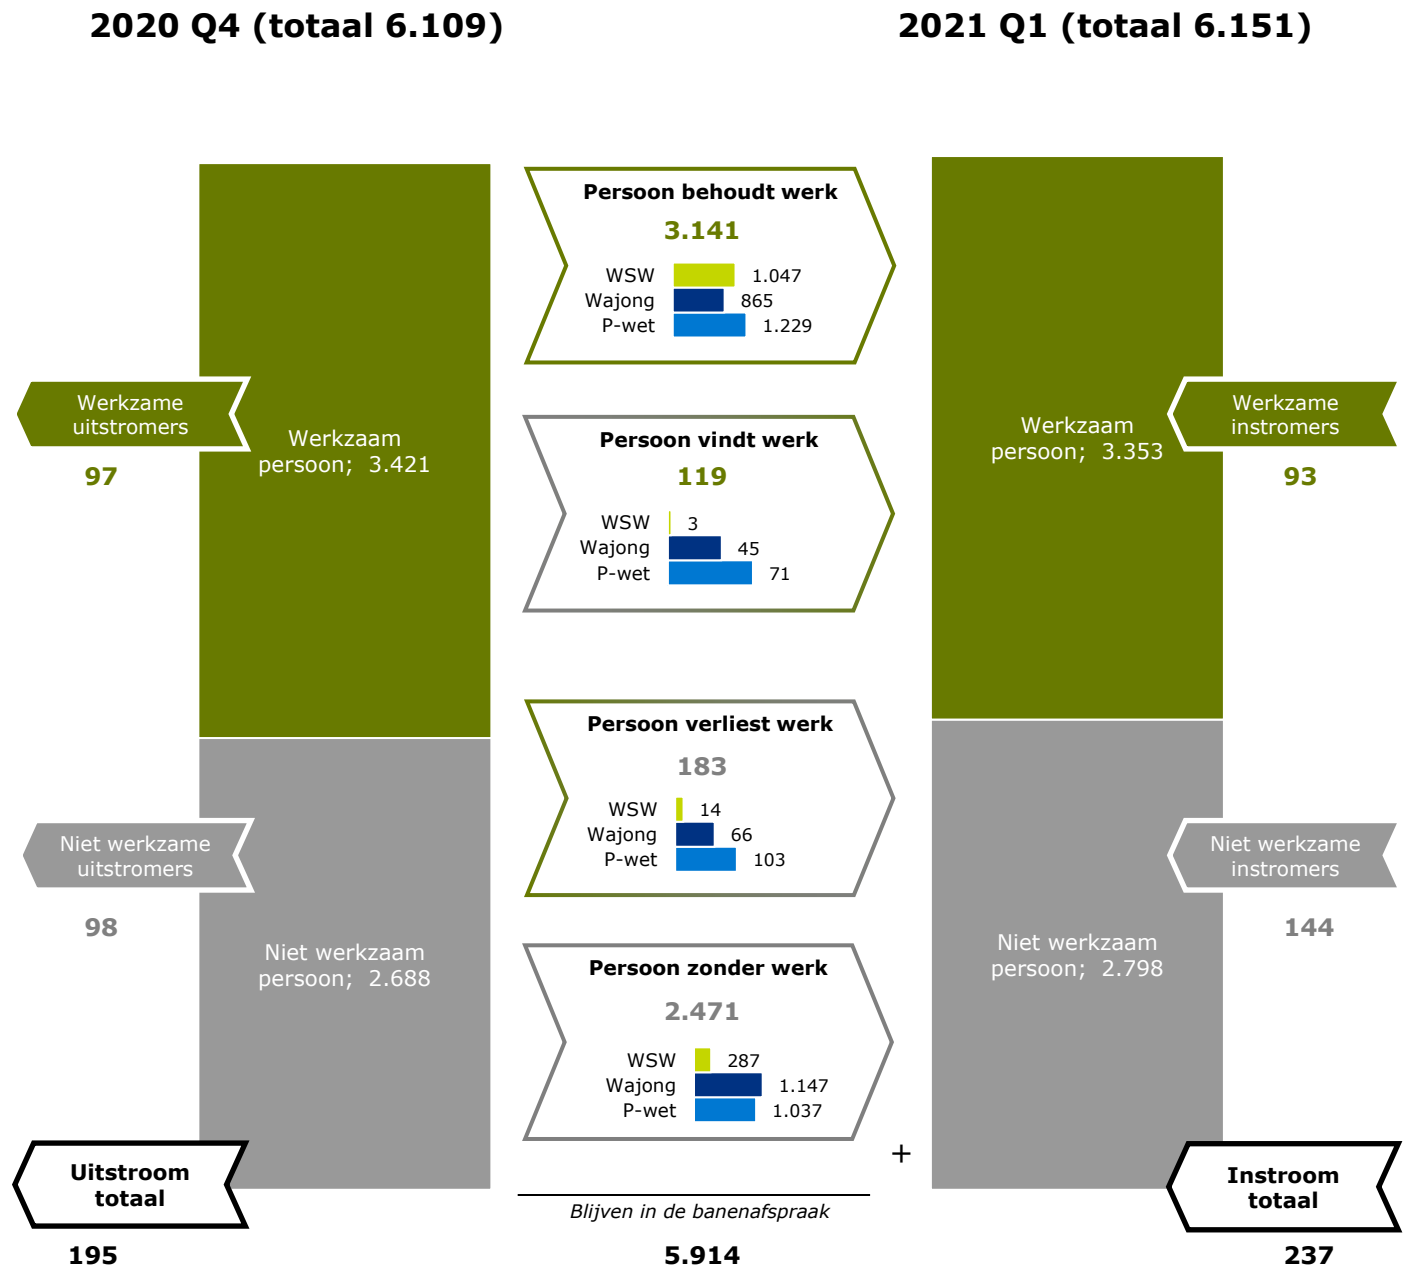 2020 Q4 (totaal 6.109)
2021 Q1 (totaal 6.151)
Werkzame
uitstromers
97
Werkzaam
persoon; 3.421
Niet werkzame
uitstromers
98
Niet werkzaam
persoon; 2.688
Uitstroom
totaal
195
Persoon behoudt werk
3.141
WSW 1.047
Wajong 865
P-wet 1.229
Persoon vindt werk
119
WSW 3
Wajong 45
P-wet 71
Persoon verliest werk
183
WSW 14
Wajong 66
P-wet 103
Persoon zonder werk
2.471
WSW 287
Wajong 1.147
P-wet 1.037
+
Blijven in de banenafspraak
5.914
Werkzaam
persoon; 3.353
Werkzame
instromers
93
Niet werkzame
instromers
144
Niet werkzaam
persoon; 2.798
Instroom
totaal
237